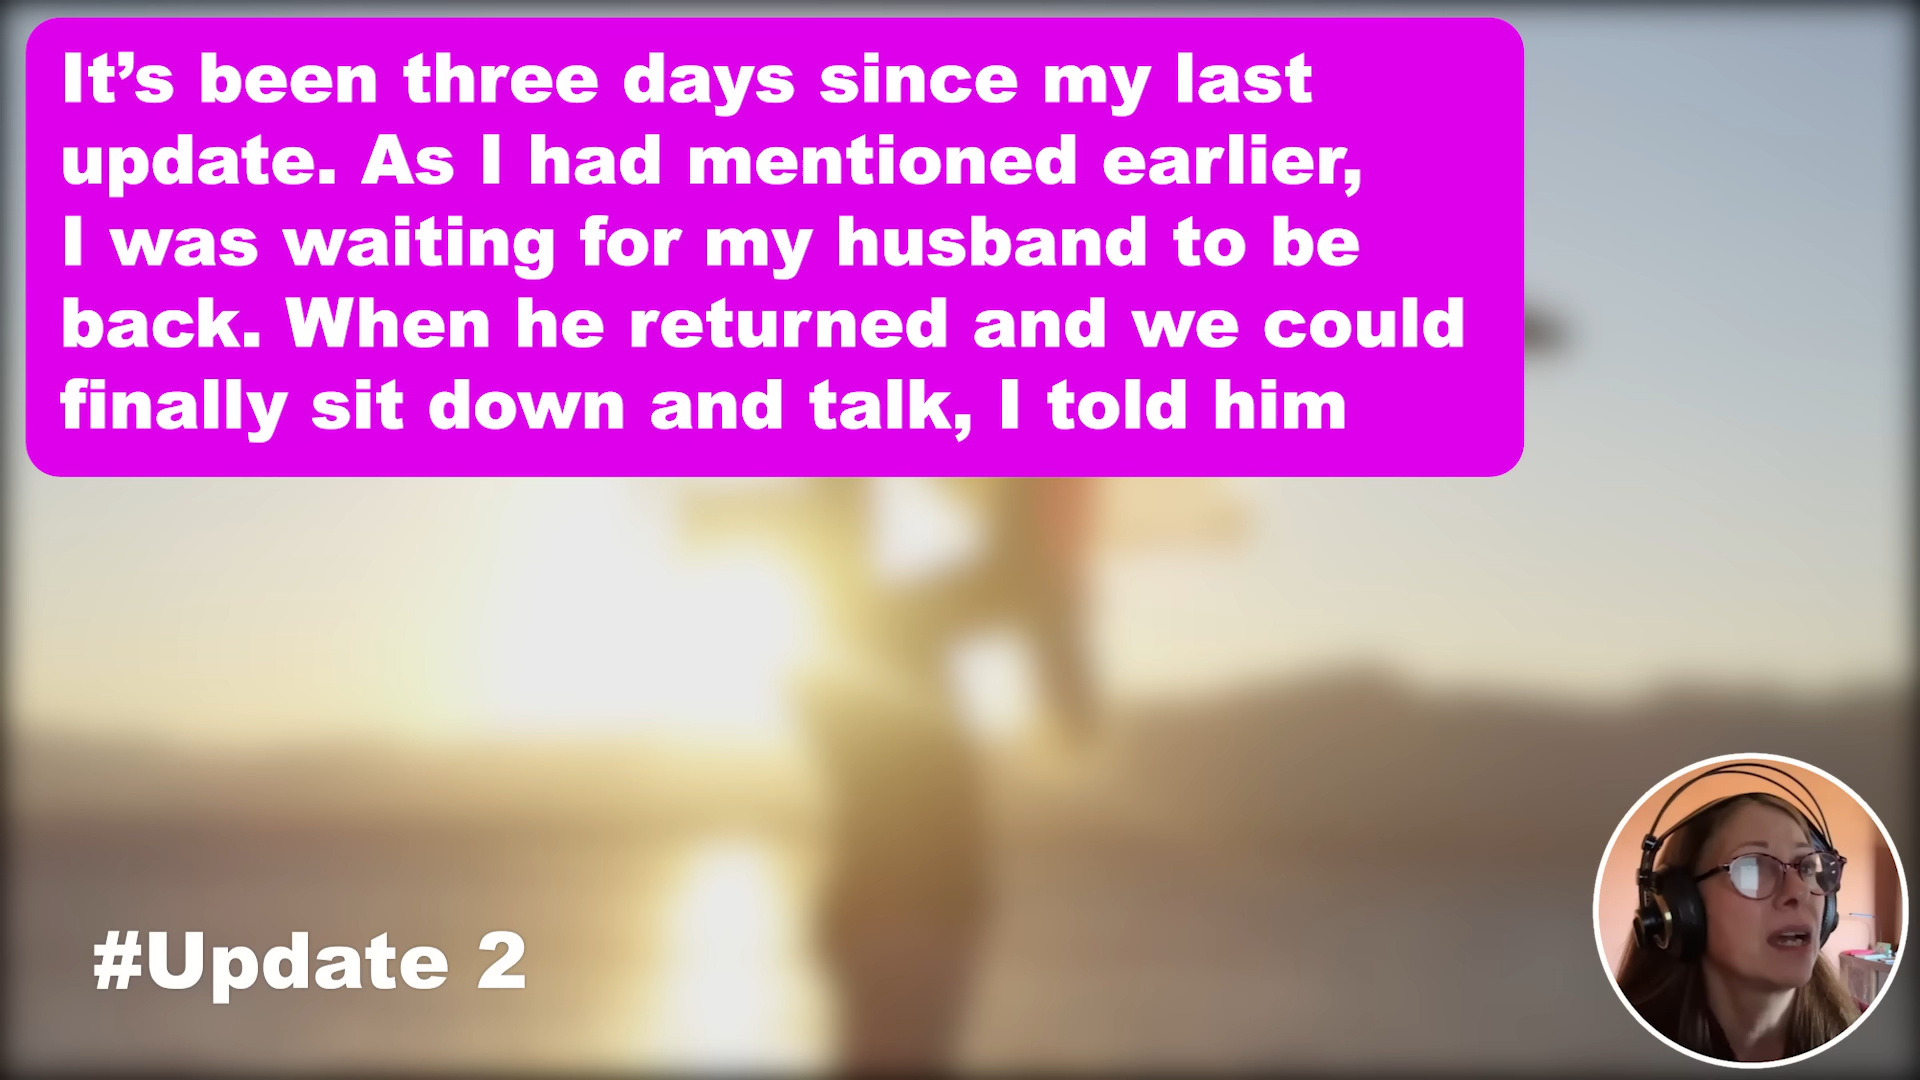 It’s been three days since my last
update. As I had mentioned earlier,
I was waiting for my husband to be
back. When he returned and we could
finally sit down and talk, I told him
#Update 2